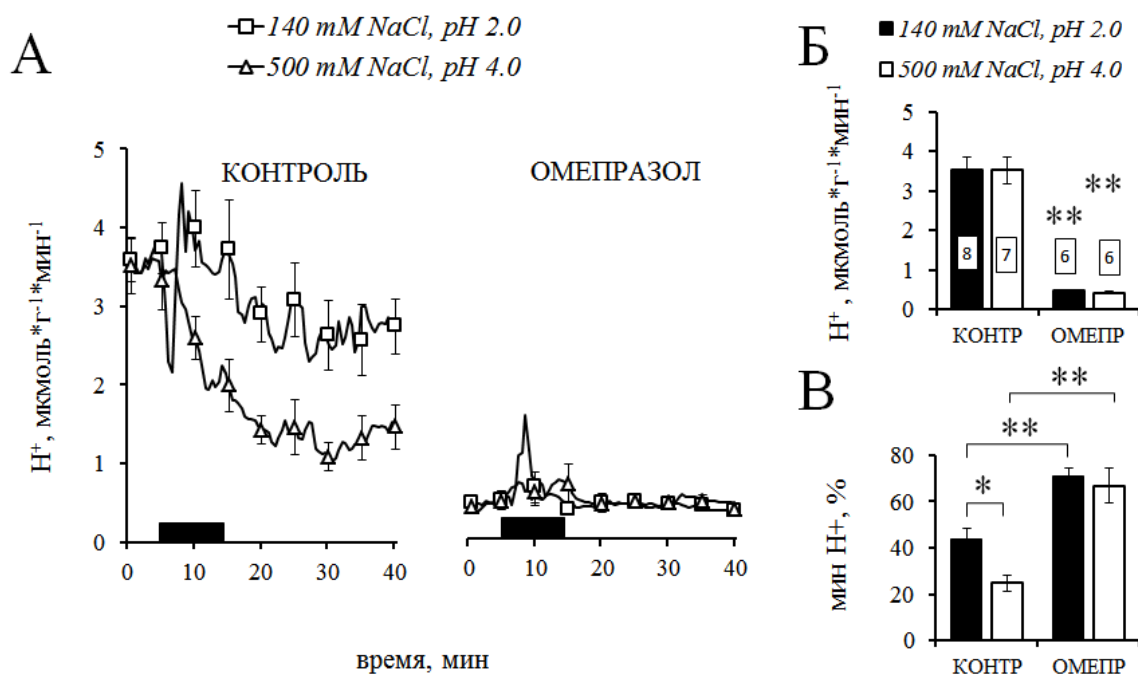 А
140 mM NaCl, pH 2.0
500 mM NaCl, pH 4.0
H⁺, мкмоль*г⁻¹*мин⁻¹
5
4
3
2
1
0
КОНТРОЛЬ
ОМЕПРАЗОЛ
0 10 20 30 40
0 10 20 30 40
время, мин
Б
140 mM NaCl, pH 2.0
500 mM NaCl, pH 4.0
H⁺, мкмоль*г⁻¹*мин⁻¹
5
4
3
2
1
0
8 7 6 6
** **
КОНТР ОМЕПР
В
мин H+, %
80
60
40
20
0
**
**
*
КОНТР ОМЕПР